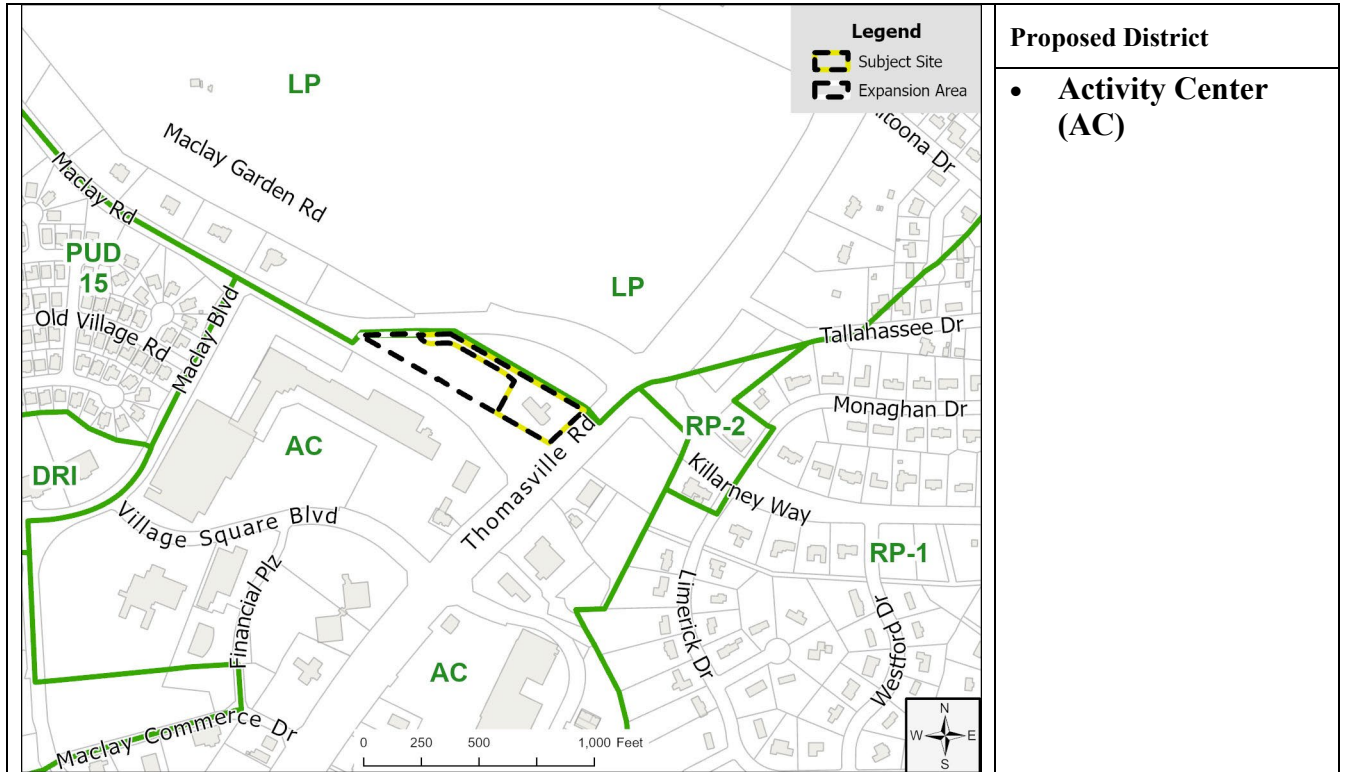 Legend
Subject Site
Expansion Area
LP
Maclay Garden Rd
Maclay Rd
PUD
15
Old Village Rd
Maclay Blvd
LP
Tallahassee Dr
Monaghan Dr
RP-2
Killarney Way
AC
DRI
Thomasville Rd
Village Square Blvd
RP-1
Financial Plz
Limerick Dr
Westford Dr
AC
Maclay Commerce Dr
0 250 500 1,000 Feet
N
W E
S
Proposed District
• Activity Center
(AC)